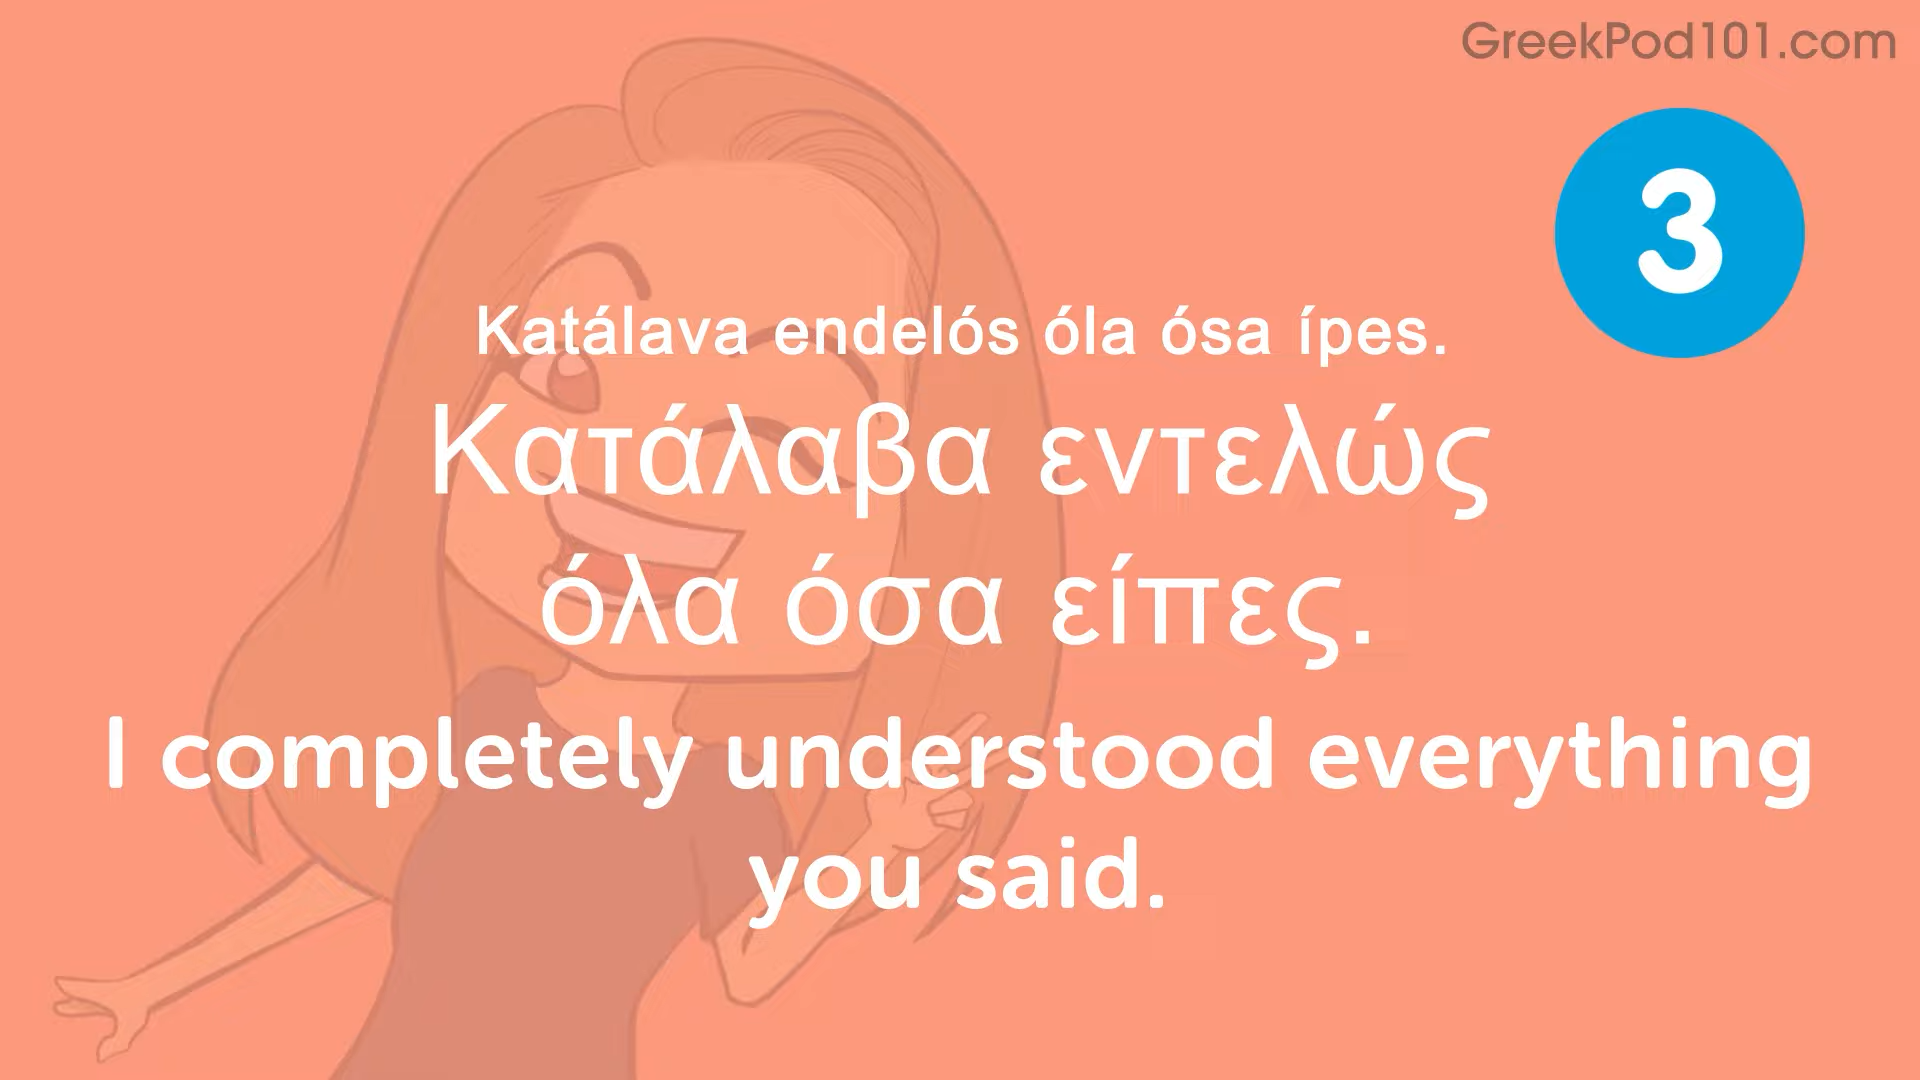 GreekPod101.com
3
Katálava endelós óla ósa ípes.
Κατάλαβα εντελώς
όλα όσα είπες.
I completely understood everything
you said.